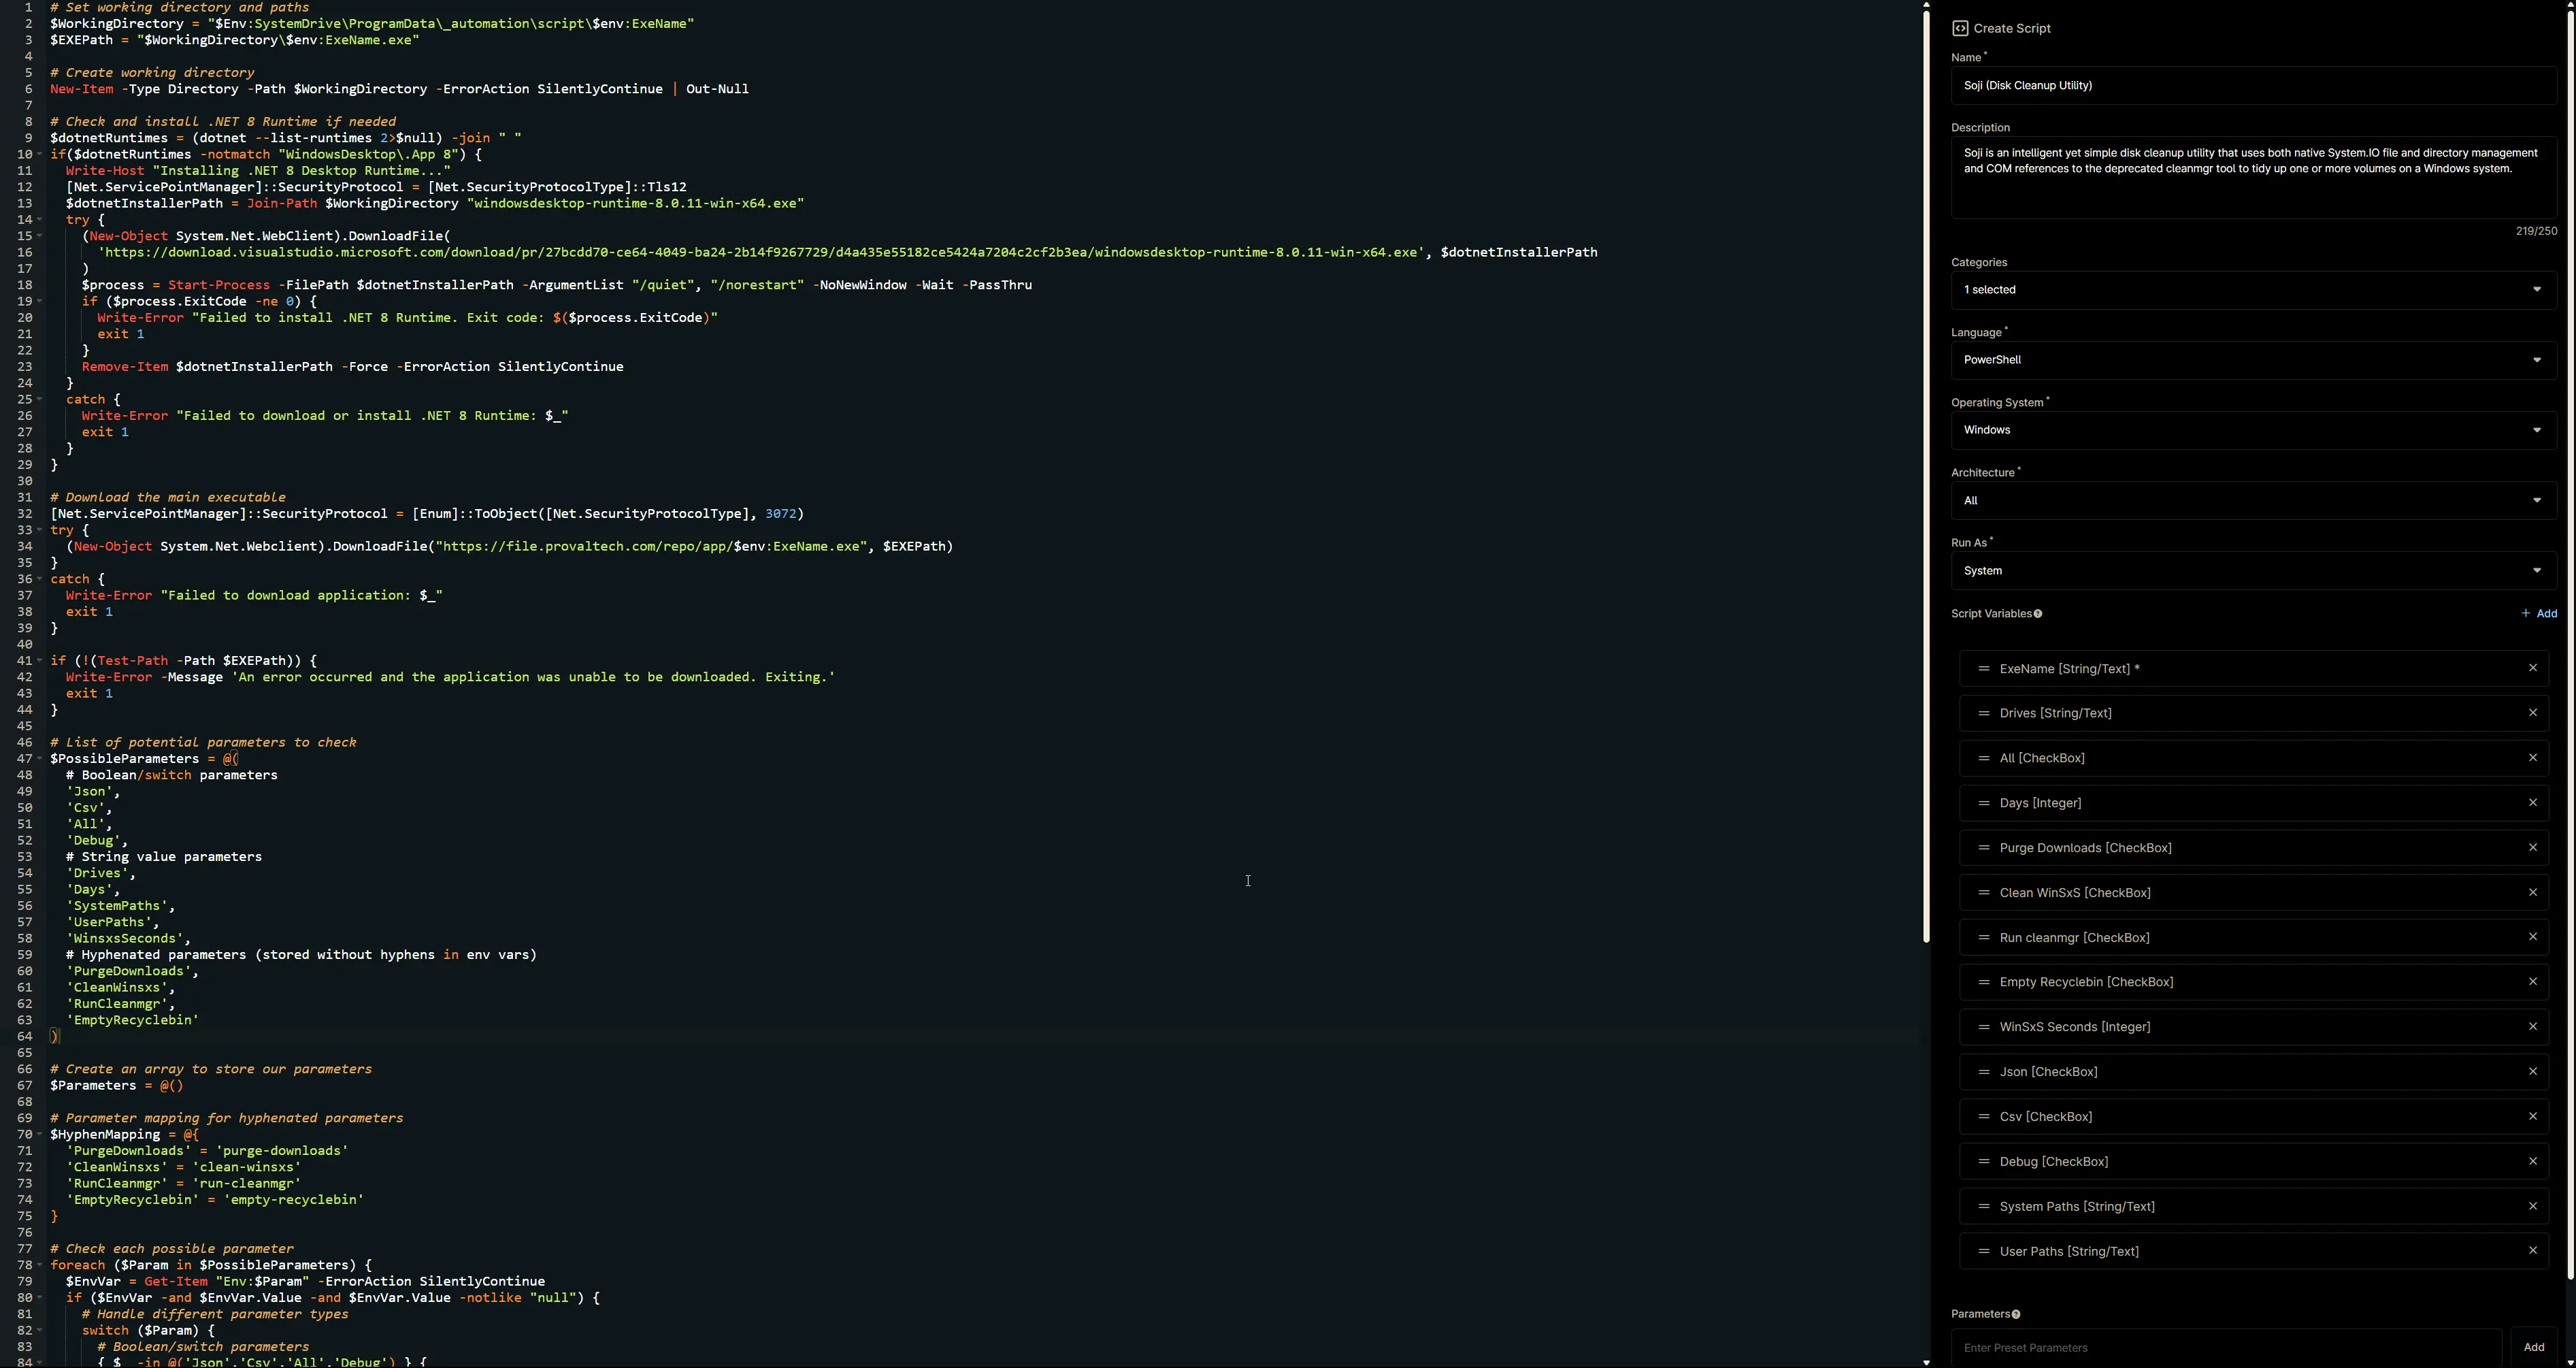 1 # Set working directory and paths
2 $WorkingDirectory = "$Env:SystemDrive\ProgramData\_automation\script\$env:ExeName"
3 $EXEPath = "$WorkingDirectory\$env:ExeName.exe"
4
5 # Create working directory
6 New-Item -Type Directory -Path $WorkingDirectory -ErrorAction SilentlyContinue | Out-Null
7
8 # Check and install .NET 8 Runtime if needed
9 $dotnetRuntimes = (dotnet --list-runtimes 2>$null) -join " "
10 if($dotnetRuntimes -notmatch "WindowsDesktop\.App 8") {
11 Write-Host "Installing .NET 8 Desktop Runtime..."
12 [Net.ServicePointManager]::SecurityProtocol = [Net.SecurityProtocolType]::Tls12
13 $dotnetInstallerPath = Join-Path $WorkingDirectory "windowsdesktop-runtime-8.0.11-win-x64.exe"
14 try {
15 (New-Object System.Net.WebClient).DownloadFile(
16 'https://download.visualstudio.microsoft.com/download/pr/27bcdd70-ce64-4049-ba24-2b14f9267729/d4a435e55182ce5424a7204c2cf2b3ea/windowsdesktop-runtime-8.0.11-win-x64.exe', $dotnetInstallerPath
17 )
18 $process = Start-Process -FilePath $dotnetInstallerPath -ArgumentList "/quiet", "/norestart" -NoNewWindow -Wait -PassThru
19 if ($process.ExitCode -ne 0) {
20 Write-Error "Failed to install .NET 8 Runtime. Exit code: $($process.ExitCode)"
21 exit 1
22 }
23 Remove-Item $dotnetInstallerPath -Force -ErrorAction SilentlyContinue
24 }
25 catch {
26 Write-Error "Failed to download or install .NET 8 Runtime: $_"
27 exit 1
28 }
29 }
30
31 # Download the main executable
32 [Net.ServicePointManager]::SecurityProtocol = [Enum]::ToObject([Net.SecurityProtocolType], 3072)
33 try {
34 (New-Object System.Net.Webclient).DownloadFile("https://file.provaltech.com/repo/app/$env:ExeName.exe", $EXEPath)
35 }
36 catch {
37 Write-Error "Failed to download application: $_"
38 exit 1
39 }
40
41 if (!(Test-Path -Path $EXEPath)) {
42 Write-Error -Message 'An error occurred and the application was unable to be downloaded. Exiting.'
43 exit 1
44 }
45
46 # List of potential parameters to check
47 $PossibleParameters = @(
48 # Boolean/switch parameters
49 'Json',
50 'Csv',
51 'All',
52 'Debug',
53 # String value parameters
54 'Drives',
55 'Days',
56 'SystemPaths',
57 'UserPaths',
58 'WinsxsSeconds',
59 # Hyphenated parameters (stored without hyphens in env vars)
60 'PurgeDownloads',
61 'CleanWinsxs',
62 'RunCleanmgr',
63 'EmptyRecyclebin'
64 )
65
66 # Create an array to store our parameters
67 $Parameters = @()
68
69 # Parameter mapping for hyphenated parameters
70 $HyphenMapping = @{
71 'PurgeDownloads' = 'purge-downloads'
72 'CleanWinsxs' = 'clean-winsxs'
73 'RunCleanmgr' = 'run-cleanmgr'
74 'EmptyRecyclebin' = 'empty-recyclebin'
75 }
76
77 # Check each possible parameter
78 foreach ($Param in $PossibleParameters) {
79 $EnvVar = Get-Item "Env:$Param" -ErrorAction SilentlyContinue
80 if ($EnvVar -and $EnvVar.Value -and $EnvVar.Value -notlike "null") {
81 # Handle different parameter types
82 switch ($Param) {
83 # Boolean/switch parameters
84 { $_ -in @('Json','Csv','All','Debug') } {
Create Script
Name *
Soji (Disk Cleanup Utility)
Description
Soji is an intelligent yet simple disk cleanup utility that uses both native System.IO file and directory management
and COM references to the deprecated cleanmgr tool to tidy up one or more volumes on a Windows system.
219/250
Categories
1 selected
Language *
PowerShell
Operating System *
Windows
Architecture *
All
Run As *
System
Script Variables
+ Add
ExeName [String/Text] *
Drives [String/Text]
All [CheckBox]
Days [Integer]
Purge Downloads [CheckBox]
Clean WinSxS [CheckBox]
Run cleanmgr [CheckBox]
Empty Recyclebin [CheckBox]
WinSxS Seconds [Integer]
Json [CheckBox]
Csv [CheckBox]
Debug [CheckBox]
System Paths [String/Text]
User Paths [String/Text]
Parameters
Enter Preset Parameters
Add